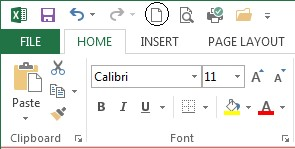 FILE HOME INSERT PAGE LAYOUT
Calibri 11 A A
Paste B I U A
Clipboard Font